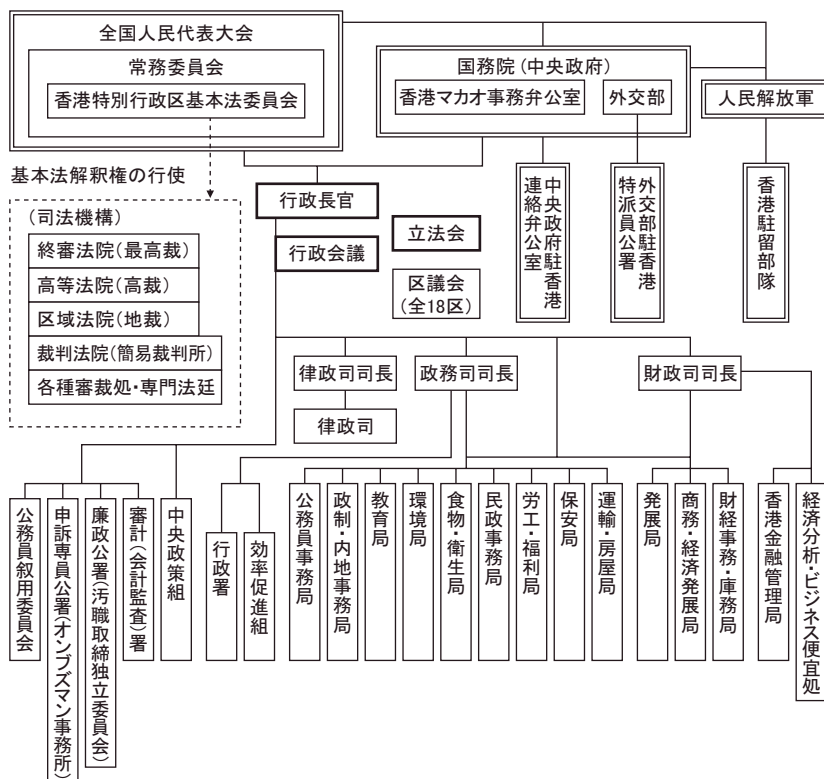 全国人民代表大会
常務委員会
香港特別行政区基本法委員会
国務院（中央政府）
香港マカオ事務弁公室
外交部
人民解放軍
基本法解釈権の行使
行政長官
行政会議
立法会
区議会
（全18区）
中央政府駐香港
連絡弁公室
外交部駐香港
特派員公署
香港駐留部隊
（司法機構）
終審法院（最高裁）
高等法院（高裁）
区域法院（地裁）
裁判法院（簡易裁判所）
各種審裁処・専門法廷
律政司司長
政務司司長
財政司司長
律政司
公務員叙用委員会
申訴専員公署（オンブズマン事務所）
廉政公署（汚職取締独立委員会）
審計（会計監査）署
中央政策組
行政署
効率促進組
公務員事務局
政制・内地事務局
教育局
環境局
食物・衛生局
民政事務局
労工・福利局
保安局
運輸・房屋局
発展局
商務・経済発展局
財経事務・庫務局
香港金融管理局
経済分析・ビジネス便宜処